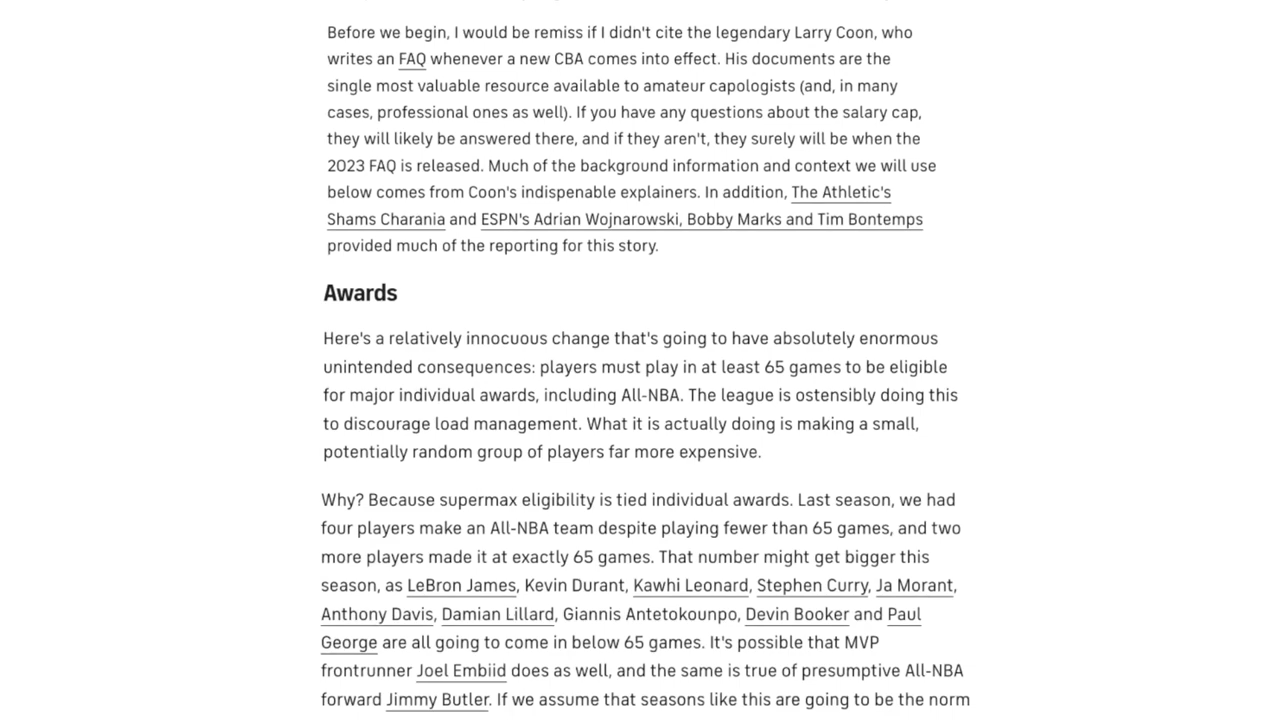 Before we begin, I would be remiss if I didn't cite the legendary Larry Coon, who
writes an FAQ whenever a new CBA comes into effect. His documents are the
single most valuable resource available to amateur capologists (and, in many
cases, professional ones as well). If you have any questions about the salary cap,
they will likely be answered there, and if they aren't, they surely will be when the
2023 FAQ is released. Much of the background information and context we will use
below comes from Coon's indispenable explainers. In addition, The Athletic's
Shams Charania and ESPN's Adrian Wojnarowski, Bobby Marks and Tim Bontemps
provided much of the reporting for this story.
Awards
Here's a relatively innocuous change that's going to have absolutely enormous
unintended consequences: players must play in at least 65 games to be eligible
for major individual awards, including All-NBA. The league is ostensibly doing this
to discourage load management. What it is actually doing is making a small,
potentially random group of players far more expensive.
Why? Because supermax eligibility is tied individual awards. Last season, we had
four players make an All-NBA team despite playing fewer than 65 games, and two
more players made it at exactly 65 games. That number might get bigger this
season, as LeBron James, Kevin Durant, Kawhi Leonard, Stephen Curry, Ja Morant,
Anthony Davis, Damian Lillard, Giannis Antetokounpo, Devin Booker and Paul
George are all going to come in below 65 games. It's possible that MVP
frontrunner Joel Embiid does as well, and the same is true of presumptive All-NBA
forward Jimmy Butler. If we assume that seasons like this are going to be the norm